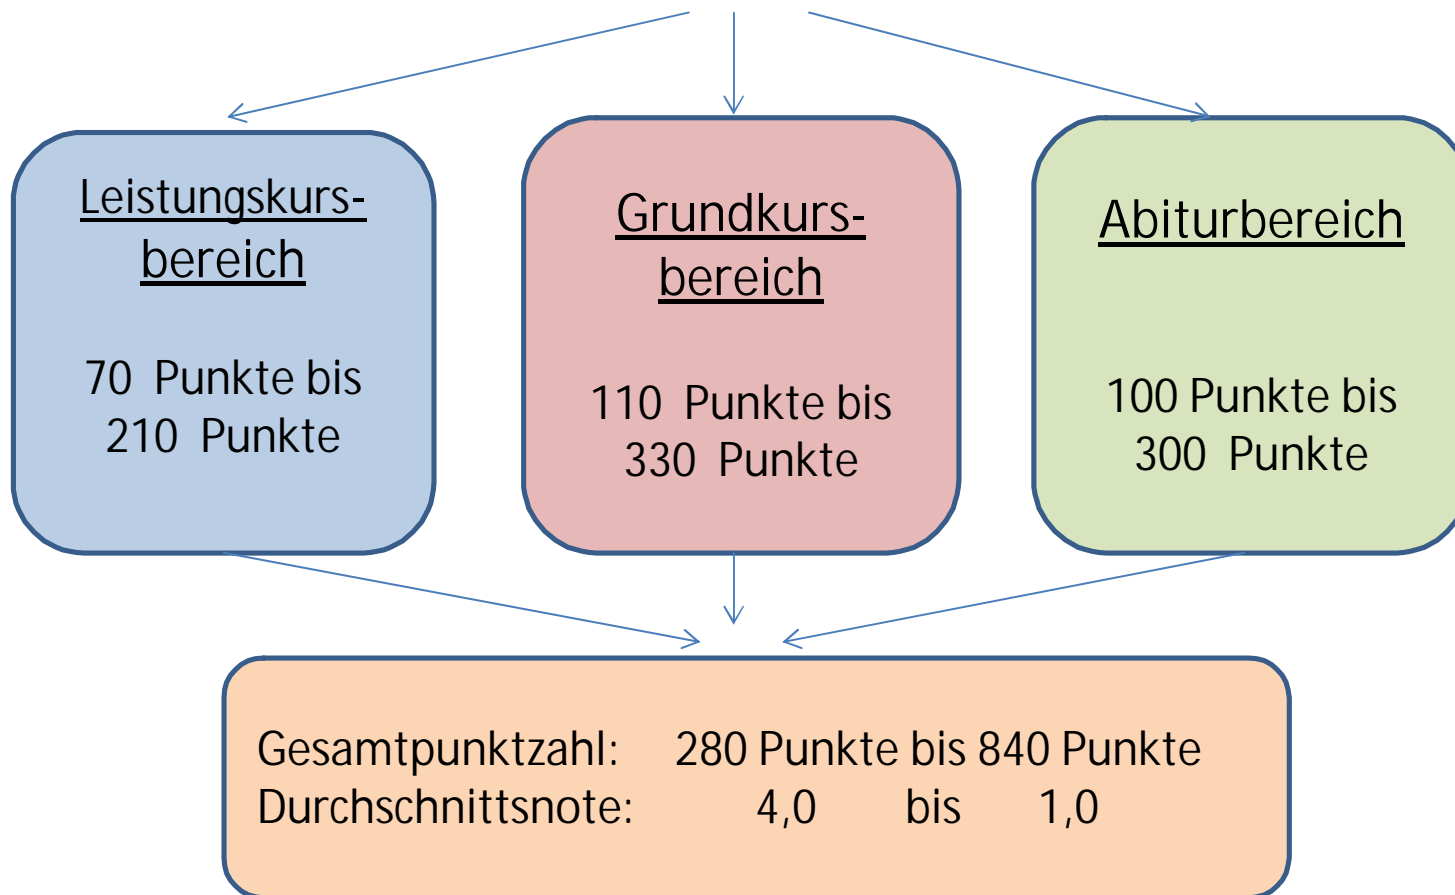 Leistungskurs-
bereich
70 Punkte bis
210 Punkte
Grundkurs-
bereich
110 Punkte bis
330 Punkte
Abiturbereich
100 Punkte bis
300 Punkte
Gesamtpunktzahl: 280 Punkte bis 840 Punkte
Durchschnittsnote: 4,0 bis 1,0